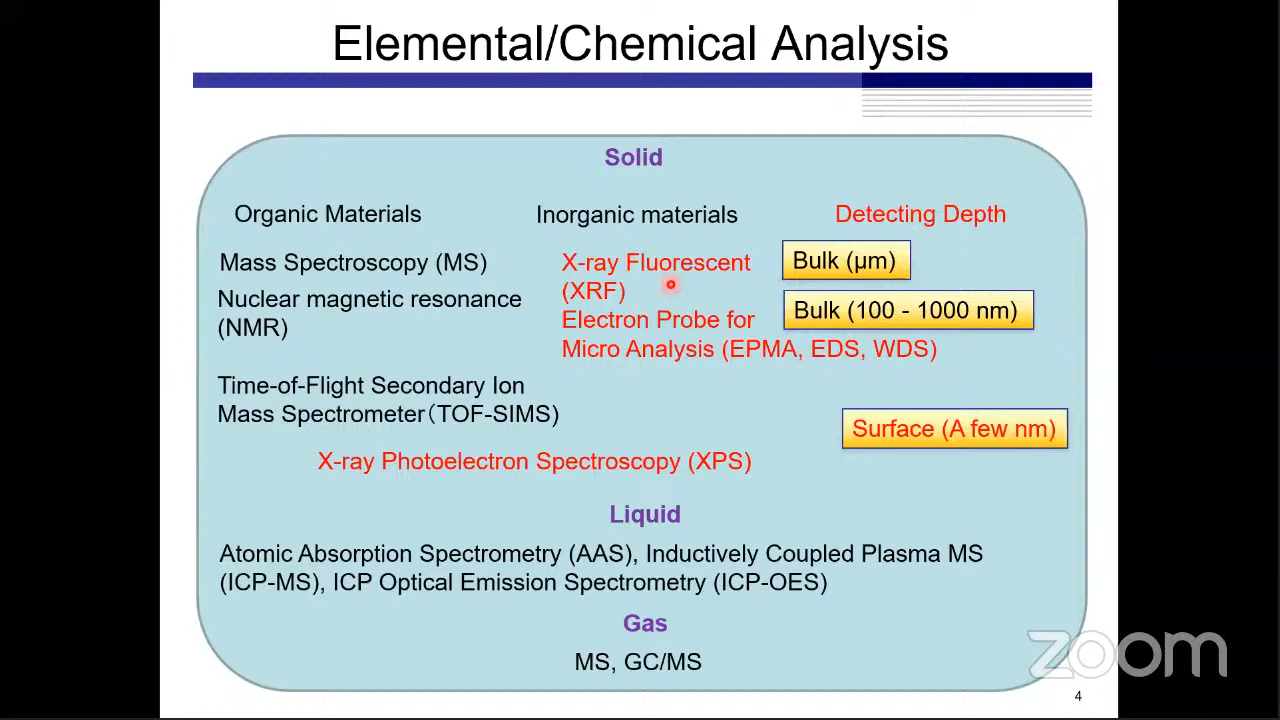 Elemental/Chemical Analysis
Solid
Organic Materials
Inorganic materials
Detecting Depth
Mass Spectroscopy (MS)
X-ray Fluorescent
(XRF)
Bulk (µm)
Nuclear magnetic resonance
(NMR)
Electron Probe for
Micro Analysis (EPMA, EDS, WDS)
Bulk (100 - 1000 nm)
Time-of-Flight Secondary Ion
Mass Spectrometer（TOF-SIMS)
Surface (A few nm)
X-ray Photoelectron Spectroscopy (XPS)
Liquid
Atomic Absorption Spectrometry (AAS), Inductively Coupled Plasma MS
(ICP-MS), ICP Optical Emission Spectrometry (ICP-OES)
Gas
MS, GC/MS
zoom
4